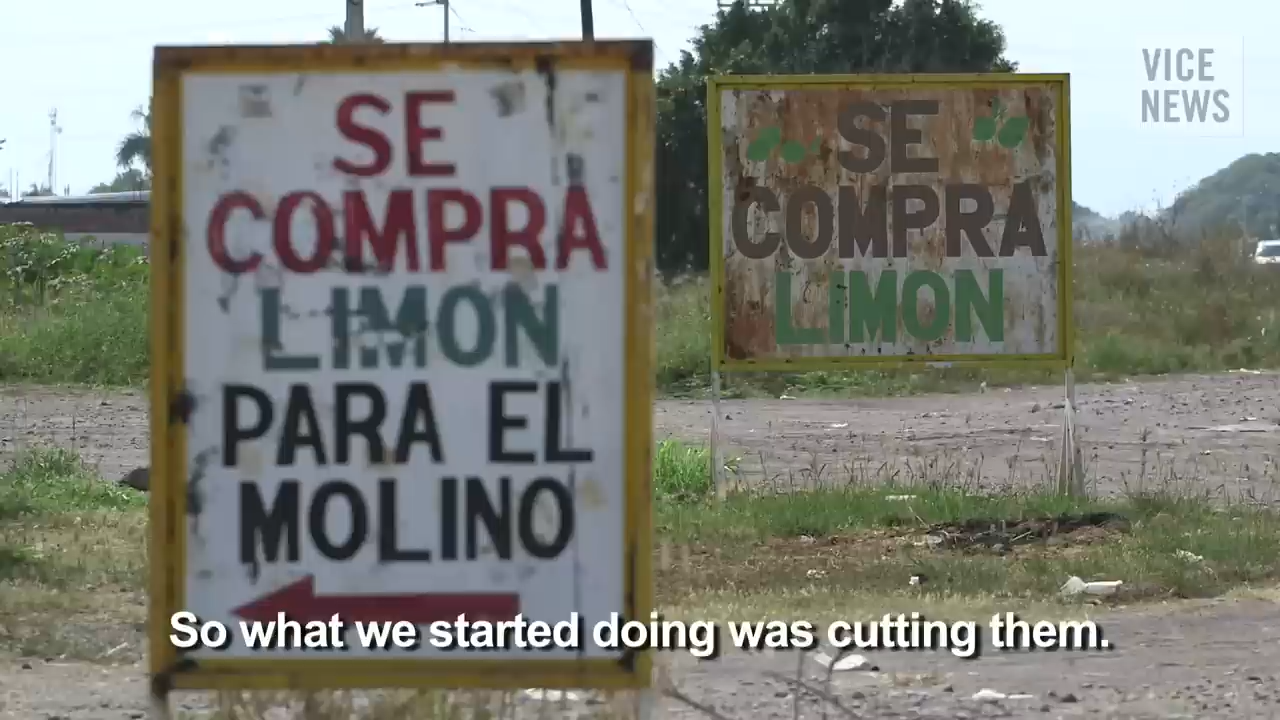 SE
COMPRA
LIMON
PARA EL
MOLINO
SE
COMPRA
LIMON
VICE
NEWS
So what we started doing was cutting them.